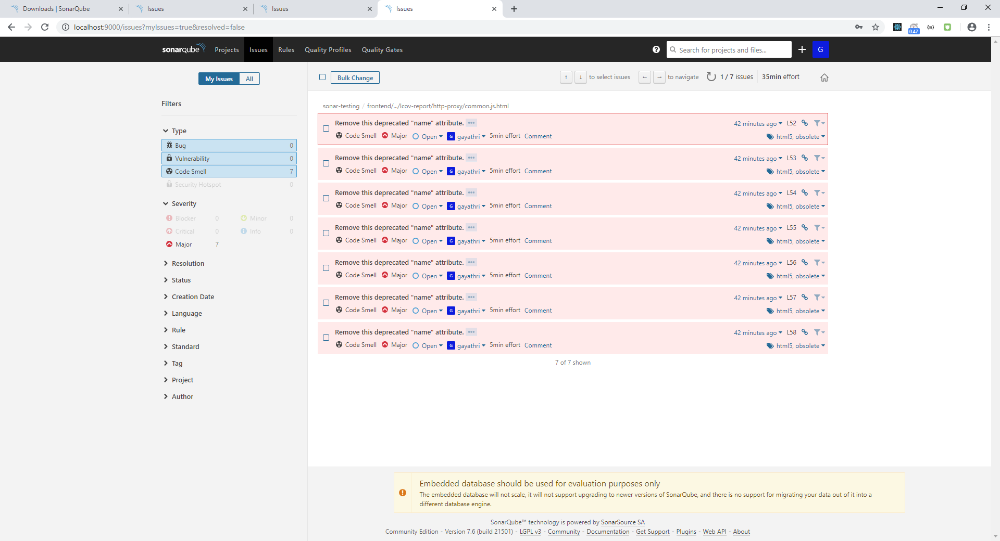 Downloads | SonarQube
Issues
Issues
Issues
localhost:9000/issues?myIssues=true&resolved=false
0.47
sonarqube Projects Issues Rules Quality Profiles Quality Gates
Search for projects and files...
G
My Issues All
Bulk Change
↑ ↓ to select issues ← → to navigate 1 / 7 issues 35min effort
Filters
Type
Bug 0
Vulnerability 0
Code Smell 7
Security Hotspot 0
Severity
Blocker 0 Minor 0
Critical 0 Info 0
Major 7
Resolution
Status
Creation Date
Language
Rule
Standard
Tag
Project
Author
sonar-testing / frontend/.../lcov-report/http-proxy/common.js.html
Remove this deprecated "name" attribute. 42 minutes ago L52
Code Smell Major Open G gayathri 5min effort Comment html5, obsolete
Remove this deprecated "name" attribute. 42 minutes ago L53
Code Smell Major Open G gayathri 5min effort Comment html5, obsolete
Remove this deprecated "name" attribute. 42 minutes ago L54
Code Smell Major Open G gayathri 5min effort Comment html5, obsolete
Remove this deprecated "name" attribute. 42 minutes ago L55
Code Smell Major Open G gayathri 5min effort Comment html5, obsolete
Remove this deprecated "name" attribute. 42 minutes ago L56
Code Smell Major Open G gayathri 5min effort Comment html5, obsolete
Remove this deprecated "name" attribute. 42 minutes ago L57
Code Smell Major Open G gayathri 5min effort Comment html5, obsolete
Remove this deprecated "name" attribute. 42 minutes ago L58
Code Smell Major Open G gayathri 5min effort Comment html5, obsolete
7 of 7 shown
Embedded database should be used for evaluation purposes only
The embedded database will not scale, it will not support upgrading to newer versions of SonarQube, and there is no support for migrating your data out of it into a
different database engine.
SonarQube™ technology is powered by SonarSource SA
Community Edition - Version 7.6 (build 21501) - LGPL v3 - Community - Documentation - Get Support - Plugins - Web API - About